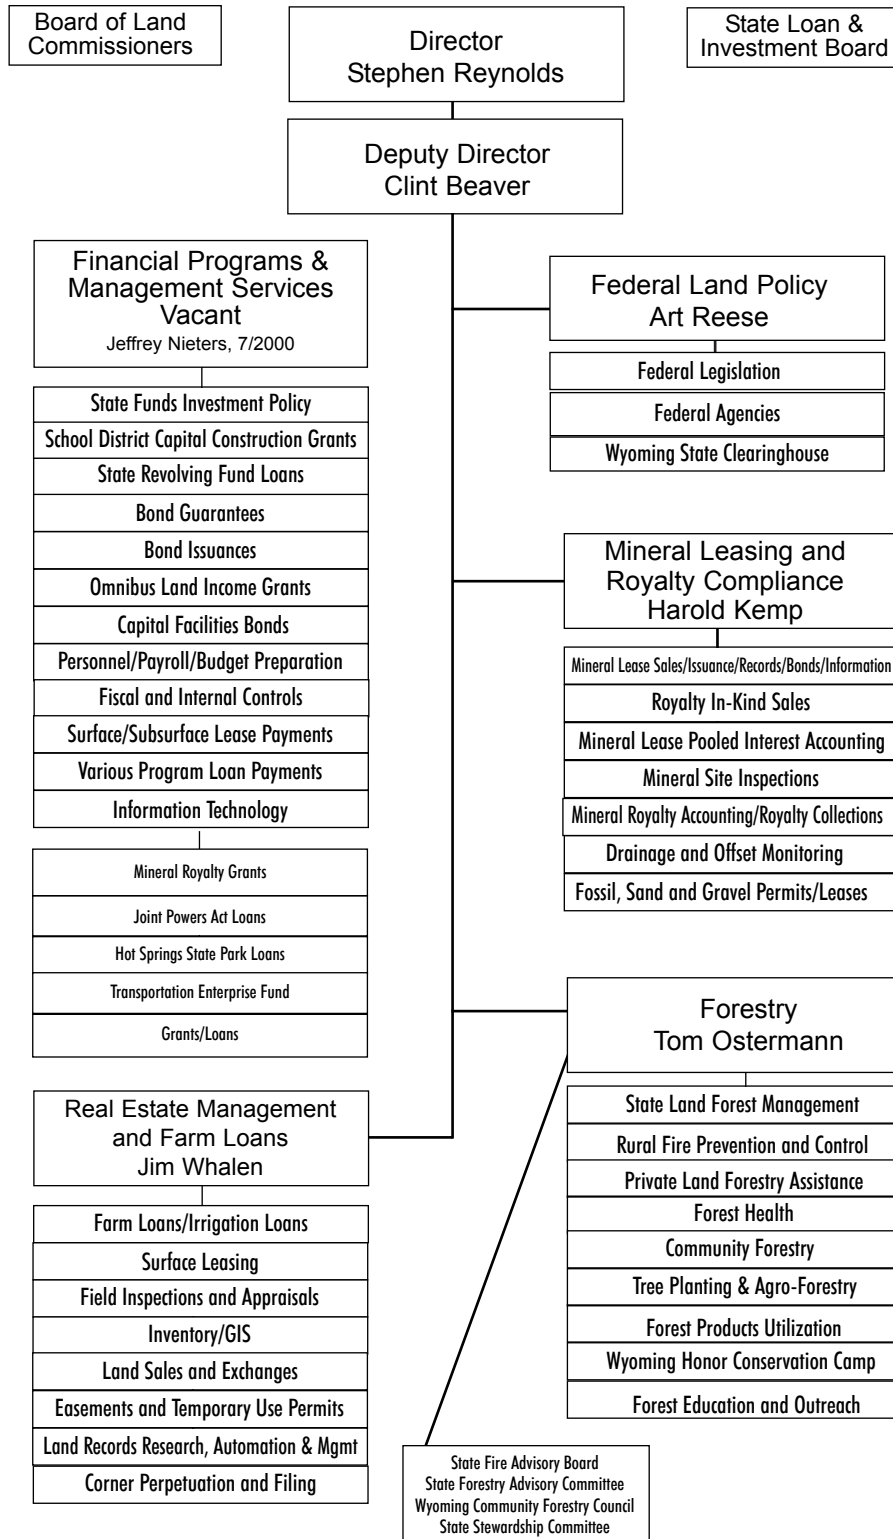 Board of Land
Commissioners
Director
Stephen Reynolds
State Loan &
Investment Board
Deputy Director
Clint Beaver
Financial Programs &
Management Services
Vacant
Jeffrey Nieters, 7/2000
State Funds Investment Policy
School District Capital Construction Grants
State Revolving Fund Loans
Bond Guarantees
Bond Issuances
Omnibus Land Income Grants
Capital Facilities Bonds
Personnel/Payroll/Budget Preparation
Fiscal and Internal Controls
Surface/Subsurface Lease Payments
Various Program Loan Payments
Information Technology
Mineral Royalty Grants
Joint Powers Act Loans
Hot Springs State Park Loans
Transportation Enterprise Fund
Grants/Loans
Real Estate Management
and Farm Loans
Jim Whalen
Farm Loans/Irrigation Loans
Surface Leasing
Field Inspections and Appraisals
Inventory/GIS
Land Sales and Exchanges
Easements and Temporary Use Permits
Land Records Research, Automation & Mgmt
Corner Perpetuation and Filing
Federal Land Policy
Art Reese
Federal Legislation
Federal Agencies
Wyoming State Clearinghouse
Mineral Leasing and
Royalty Compliance
Harold Kemp
Mineral Lease Sales/Issuance/Records/Bonds/Information
Royalty In-Kind Sales
Mineral Lease Pooled Interest Accounting
Mineral Site Inspections
Mineral Royalty Accounting/Royalty Collections
Drainage and Offset Monitoring
Fossil, Sand and Gravel Permits/Leases
Forestry
Tom Ostermann
State Land Forest Management
Rural Fire Prevention and Control
Private Land Forestry Assistance
Forest Health
Community Forestry
Tree Planting & Agro-Forestry
Forest Products Utilization
Wyoming Honor Conservation Camp
Forest Education and Outreach
State Fire Advisory Board
State Forestry Advisory Committee
Wyoming Community Forestry Council
State Stewardship Committee